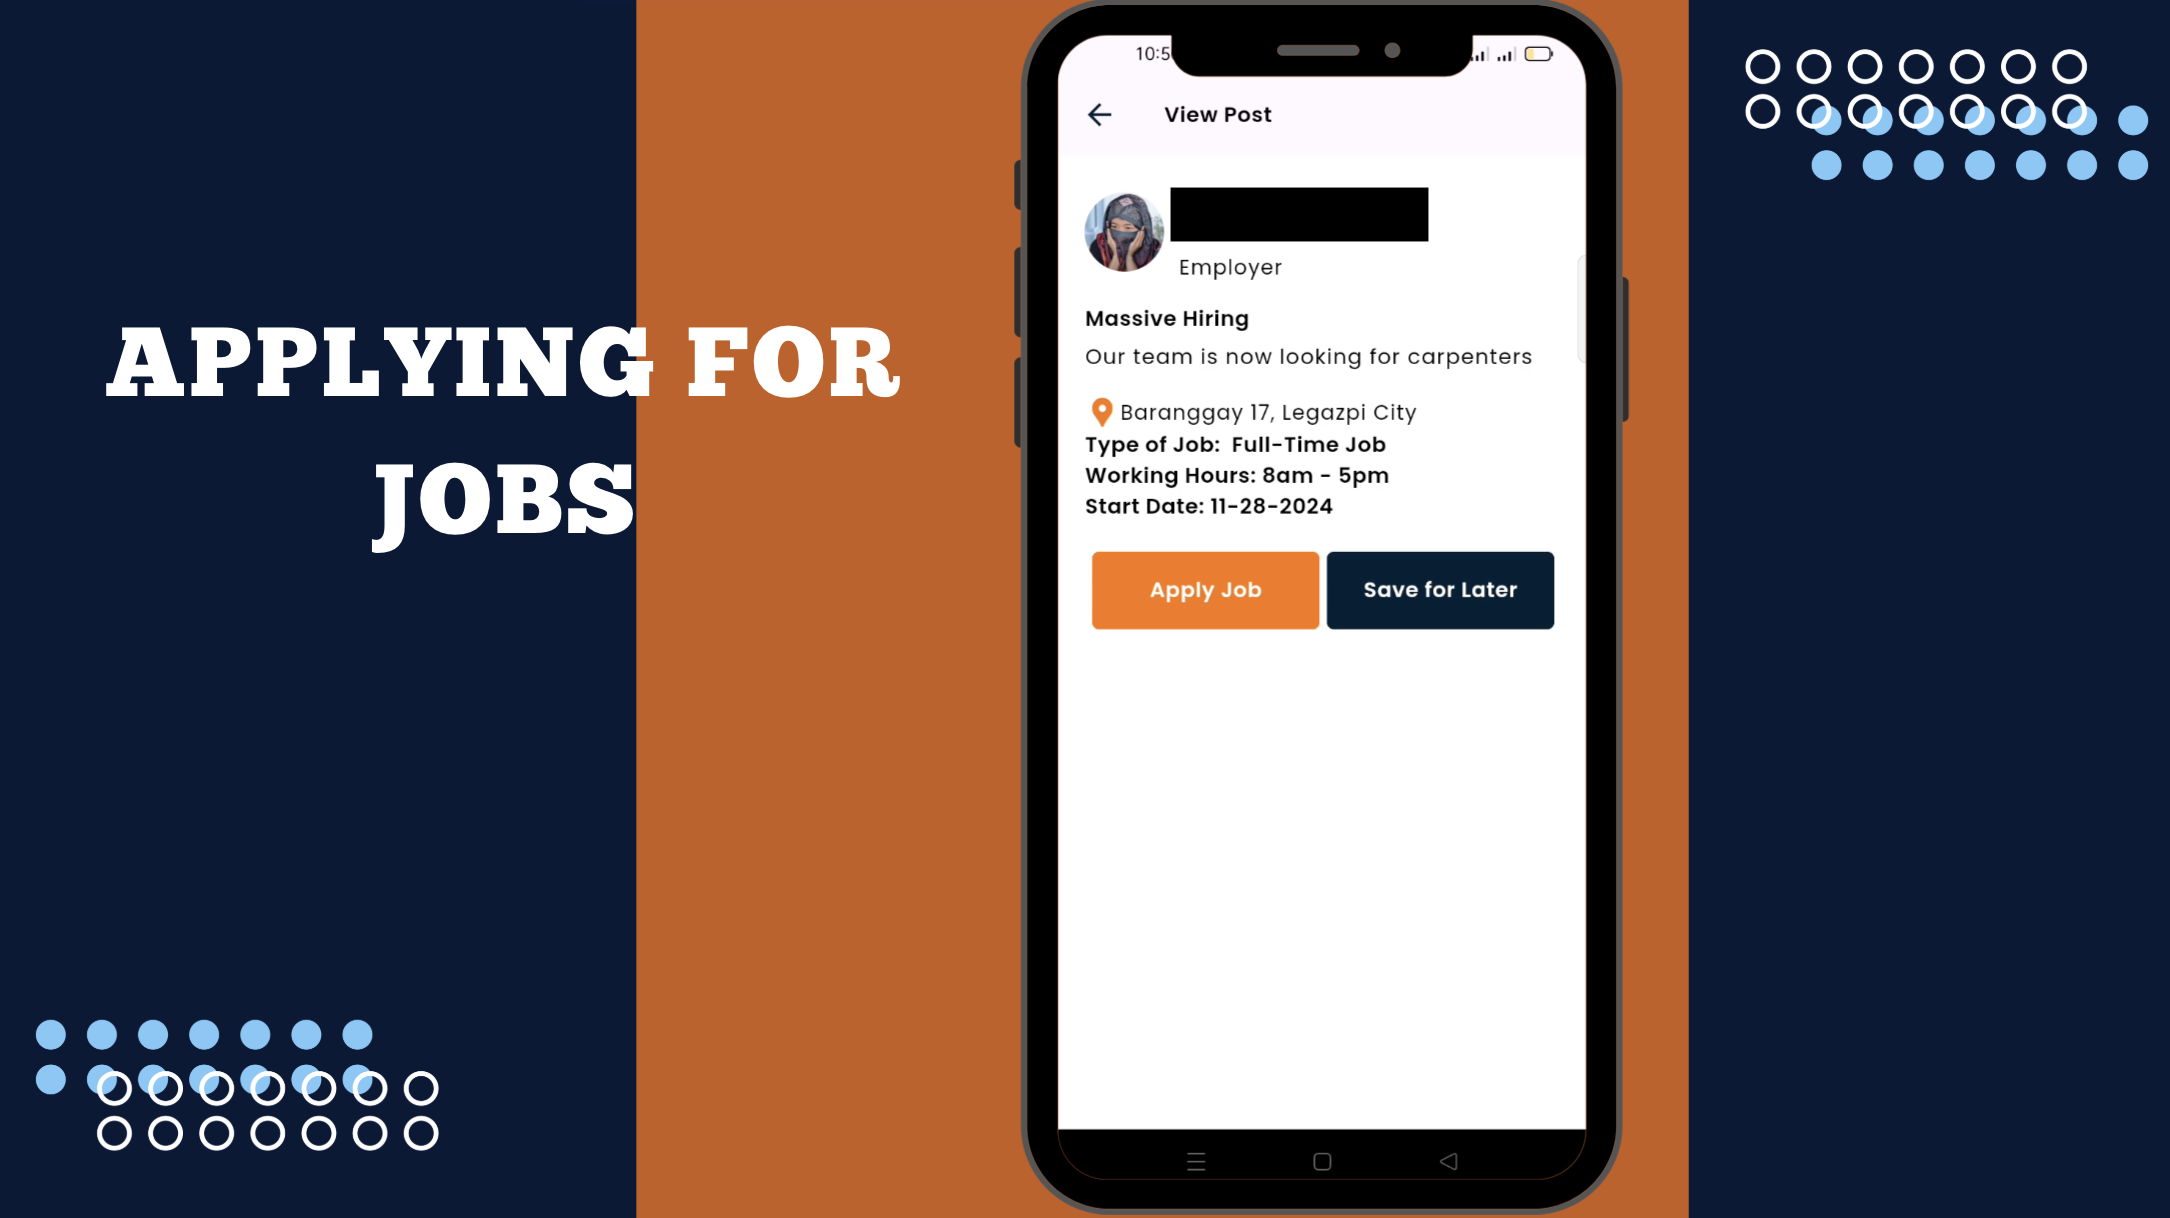 APPLYING FOR
JOBS
10:5
View Post
Employer
Massive Hiring
Our team is now looking for carpenters
Baranggay 17, Legazpi City
Type of Job:  Full-Time Job
Working Hours: 8am - 5pm
Start Date: 11-28-2024
Apply Job
Save for Later